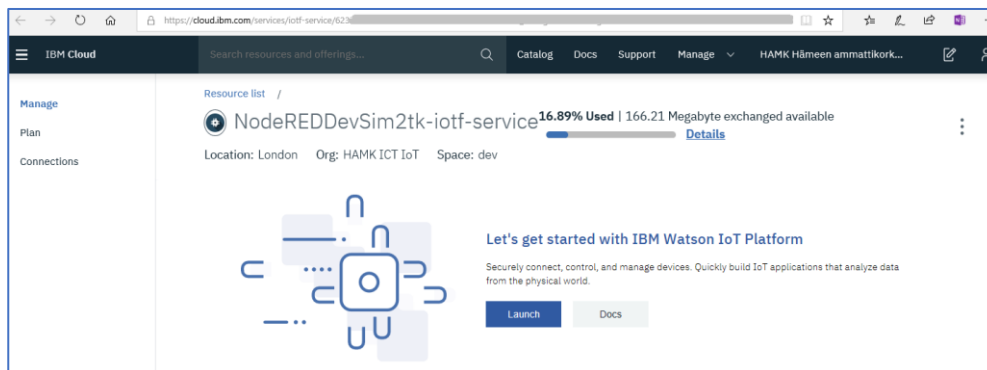 https://cloud.ibm.com/services/iotf-service/623
IBM Cloud
Search resources and offerings...
Catalog
Docs
Support
Manage
HAMK Hämeen ammattikork...
Manage
Plan
Connections
Resource list /
NodeREDDevSim2tk-iotf-service
16.89% Used | 166.21 Megabyte exchanged available
Details
Location: London Org: HAMK ICT IoT Space: dev
Let's get started with IBM Watson IoT Platform
Securely connect, control, and manage devices. Quickly build IoT applications that analyze data
from the physical world.
Launch
Docs